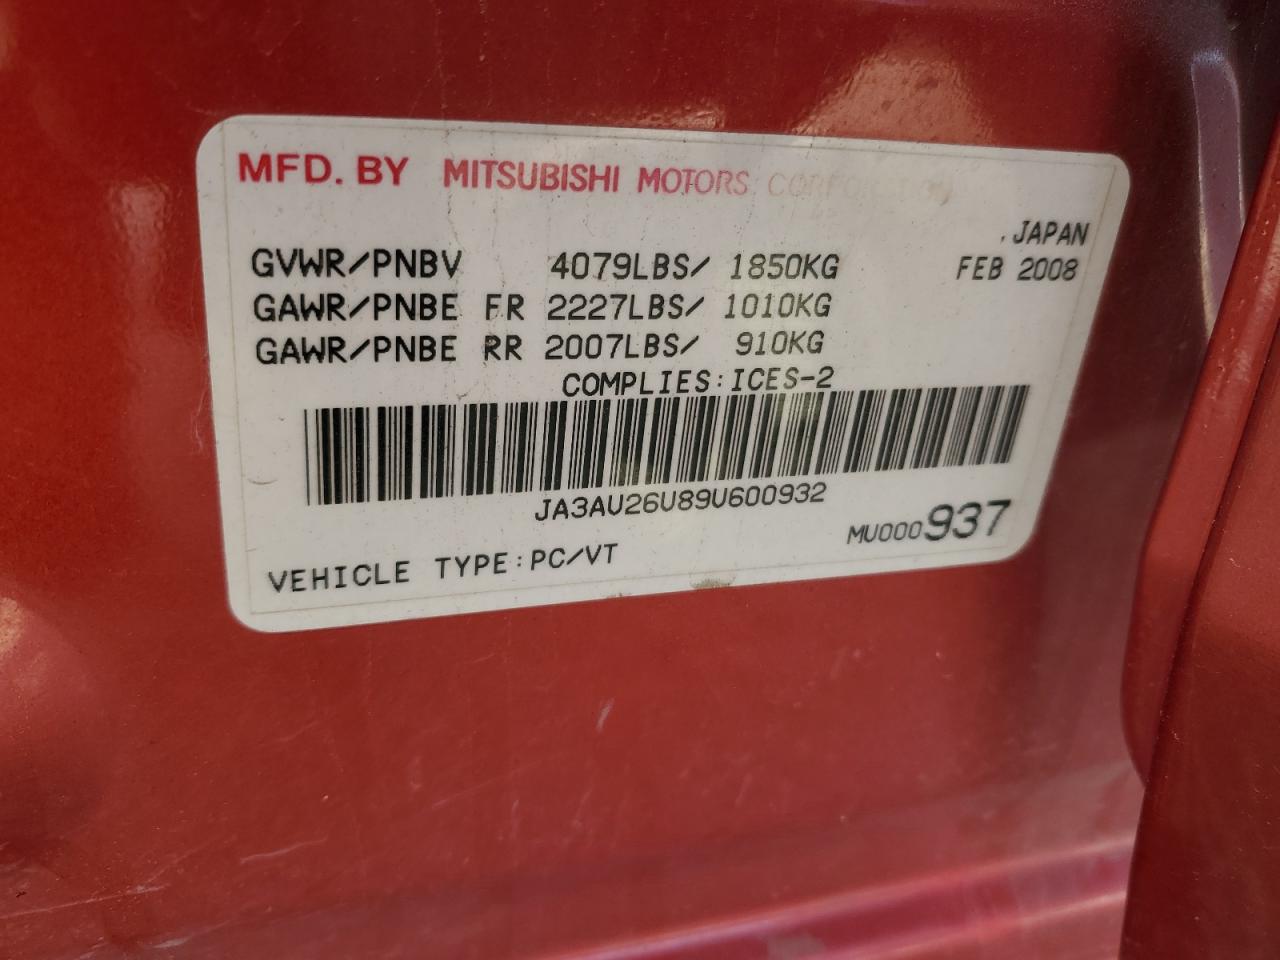 MFD. BY MITSUBISHI MOTORS CORPORATION
JAPAN
GVWR/PNBV 4079LBS/ 1850KG FEB 2008
GAWR/PNBE FR 2227LBS/ 1010KG
GAWR/PNBE RR 2007LBS/ 910KG
COMPLIES:ICES-2
JA3AU26U89U600932
MU000937
VEHICLE TYPE:PC/VT